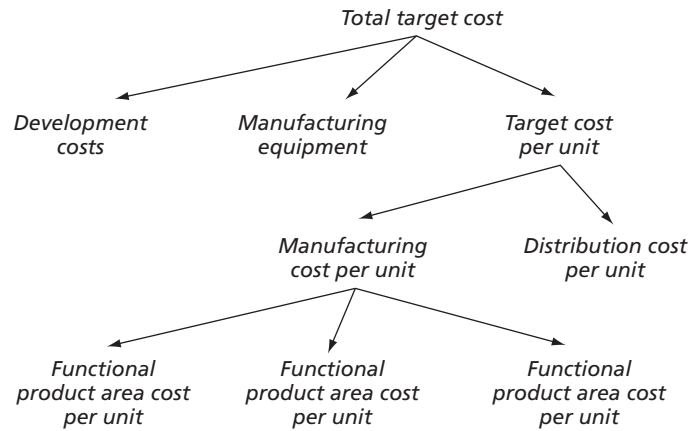 Total target cost
Development
costs
Manufacturing
equipment
Target cost
per unit
Manufacturing
cost per unit
Distribution cost
per unit
Functional
product area cost
per unit
Functional
product area cost
per unit
Functional
product area cost
per unit